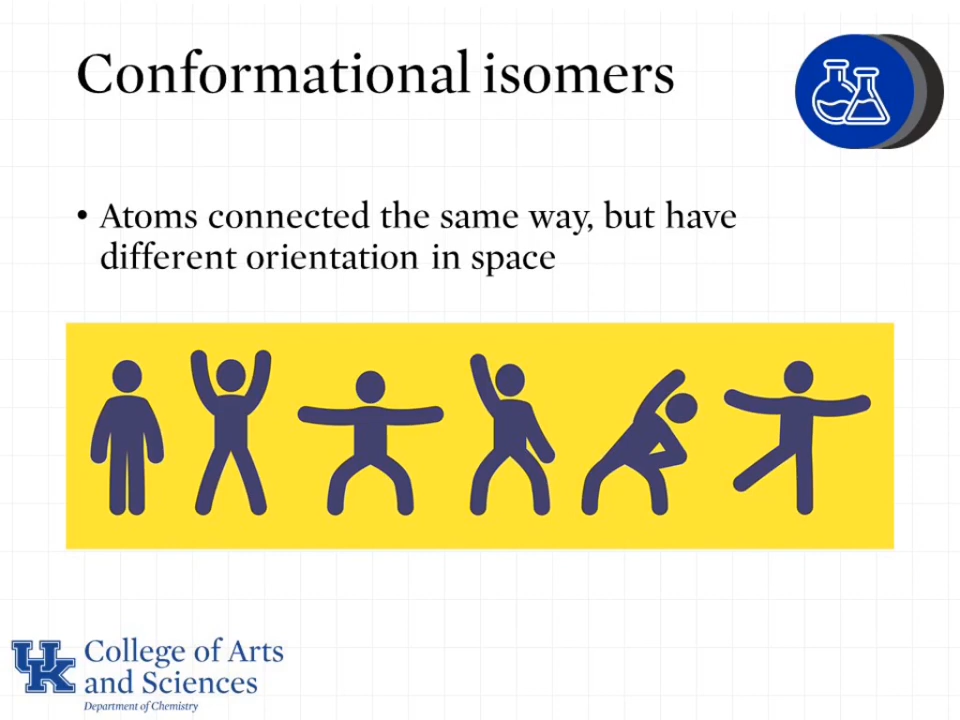 Conformational isomers
• Atoms connected the same way, but have
different orientation in space
UK
College of Arts
and Sciences
Department of Chemistry